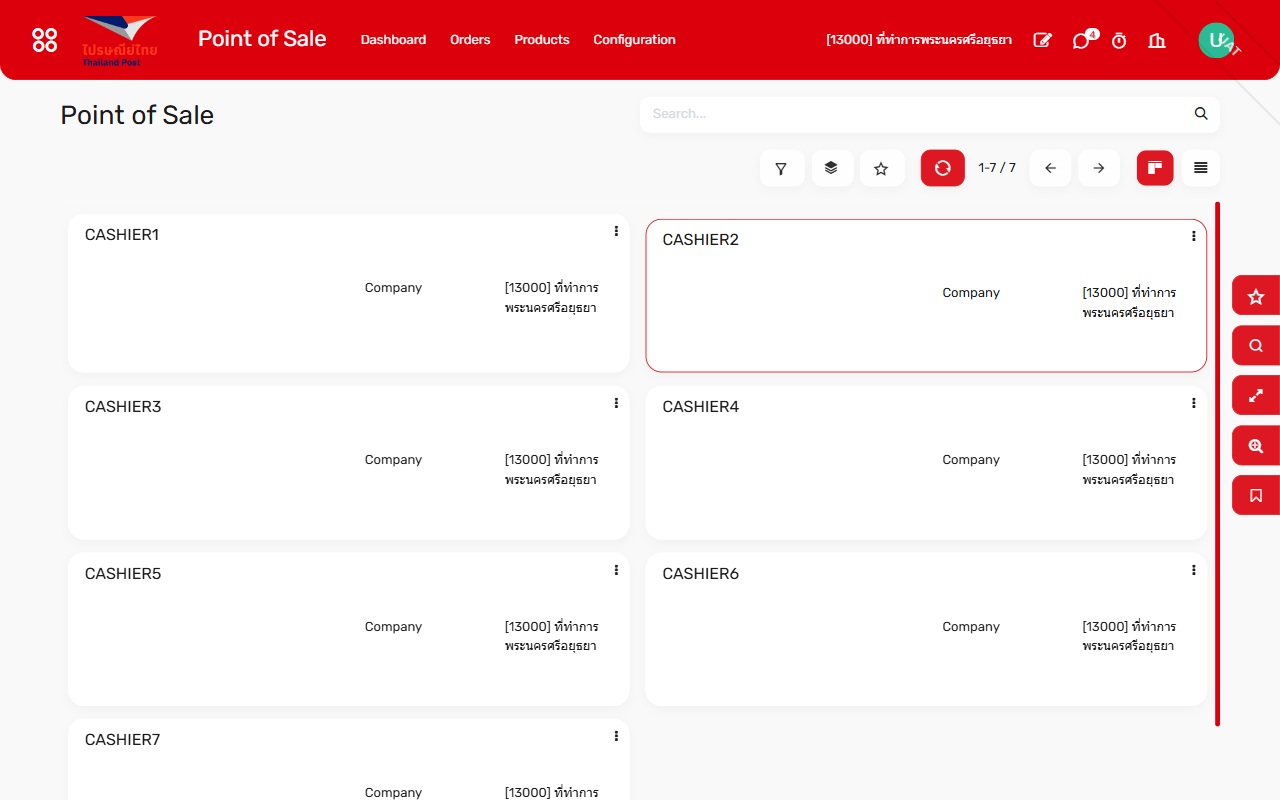 ไปรษณีย์ไทย
Thailand Post
Point of Sale
Dashboard
Orders
Products
Configuration
[13000] ที่ทำการพระนครศรีอยุธยา
4
U
UAT
Point of Sale
Search...
1-7 / 7
CASHIER1
Company
[13000] ที่ทำการ
พระนครศรีอยุธยา
CASHIER2
Company
[13000] ที่ทำการ
พระนครศรีอยุธยา
CASHIER3
Company
[13000] ที่ทำการ
พระนครศรีอยุธยา
CASHIER4
Company
[13000] ที่ทำการ
พระนครศรีอยุธยา
CASHIER5
Company
[13000] ที่ทำการ
พระนครศรีอยุธยา
CASHIER6
Company
[13000] ที่ทำการ
พระนครศรีอยุธยา
CASHIER7
Company
[13000] ที่ทำการ